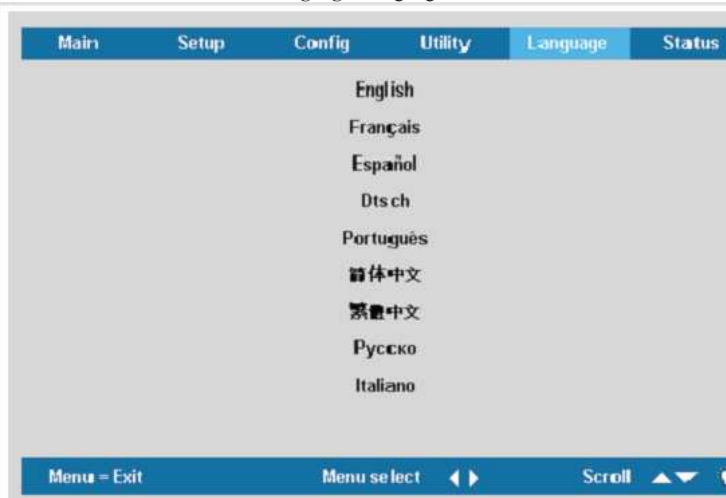 Main Setup Config Utility Language Status
English
Français
Español
Dtsch
Português
简体中文
繁體中文
Русско
Italiano
Menu = Exit Menu select Scroll